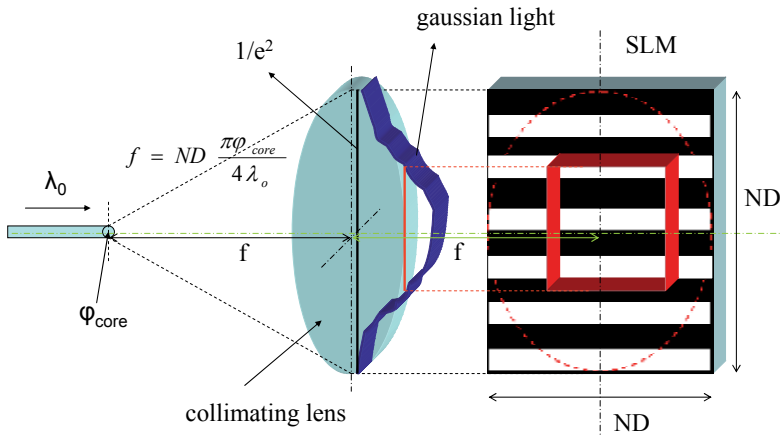 gaussian light
1/e²
SLM
f = ND πφcore / 4λo
λ0
ND
f
f
φcore
collimating lens
ND